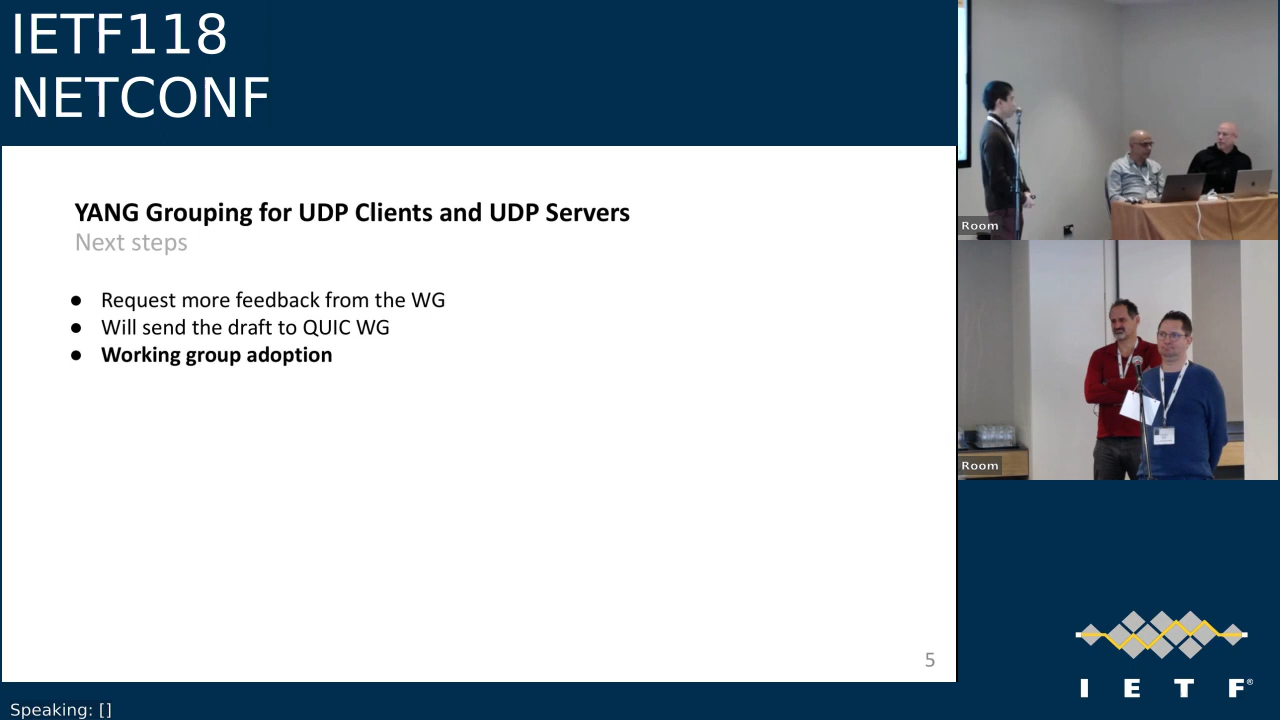 IETF118
NETCONF
YANG Grouping for UDP Clients and UDP Servers
Next steps
● Request more feedback from the WG
● Will send the draft to QUIC WG
● Working group adoption
5
Room
Room
I E T F®
Speaking: []